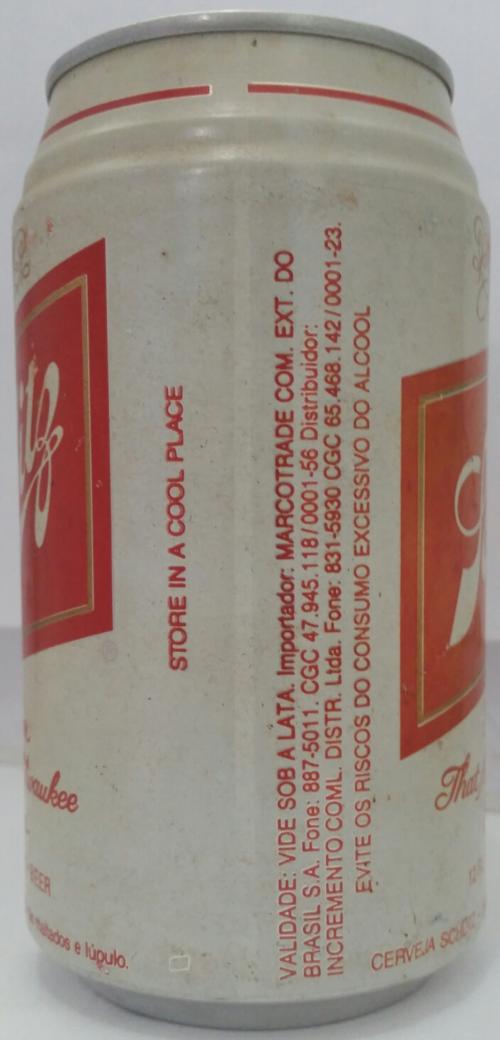 STORE IN A COOL PLACE
VALIDADE: VIDE SOB A LATA. Importador: MARCOTRADE COM. EXT. DO
BRASIL S.A. Fone: 887-5011. CGC 47.945.118/0001-56 Distribuidor:
INCREMENTO COML. DISTR. Ltda. Fone: 831-5930 CGC 65.468.142/0001-23.
EVITE OS RISCOS DO CONSUMO EXCESSIVO DO ALCOOL
BEER
maltados e lúpulo.
That
CERVEJA